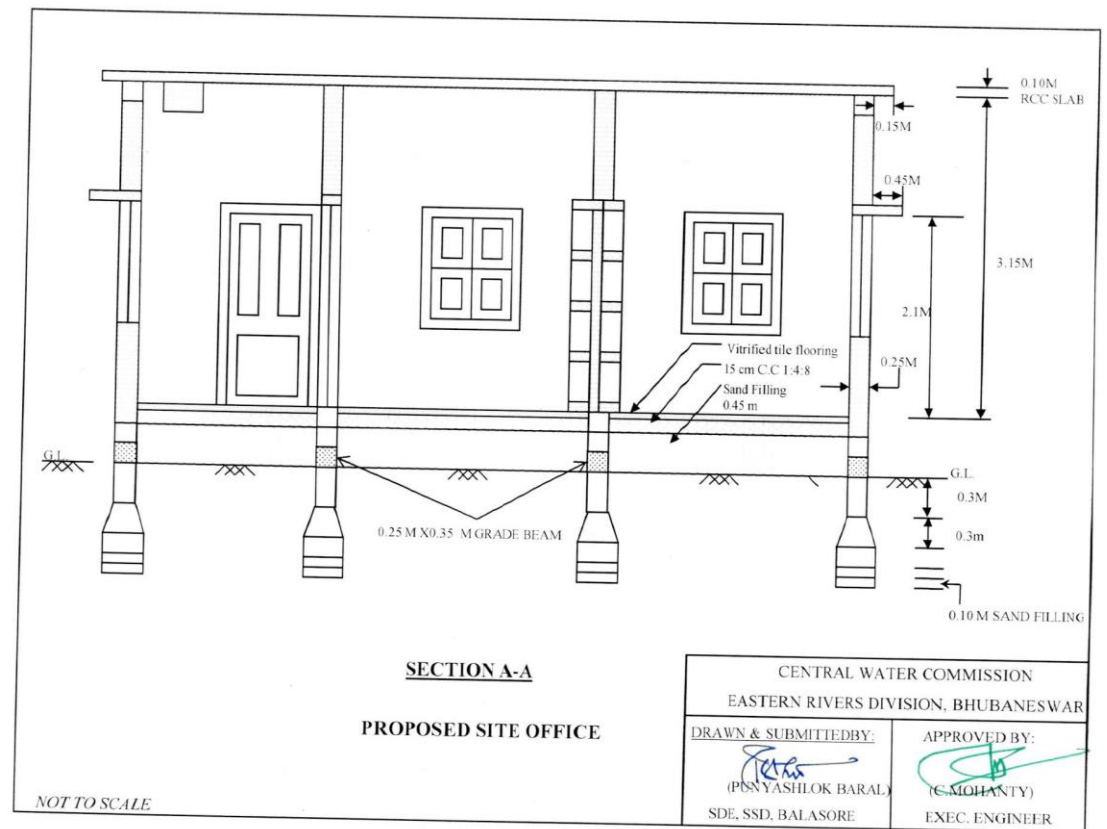 0.10M
RCC SLAB
0.15M
0.45M
3.15M
2.1M
Vitrified tile flooring
15 cm C.C 1:4:8
0.25M
Sand Filling
0.45 m
G.L.
G.L.
0.3M
0.25 M X0.35 M GRADE BEAM
0.3m
0.10 M SAND FILLING
SECTION A-A
PROPOSED SITE OFFICE
NOT TO SCALE
CENTRAL WATER COMMISSION
EASTERN RIVERS DIVISION, BHUBANESWAR
DRAWN & SUBMITTEDBY:
(PUNYASHLOK BARAL)
SDE, SSD, BALASORE
APPROVED BY:
(C.MOHANTY)
EXEC. ENGINEER